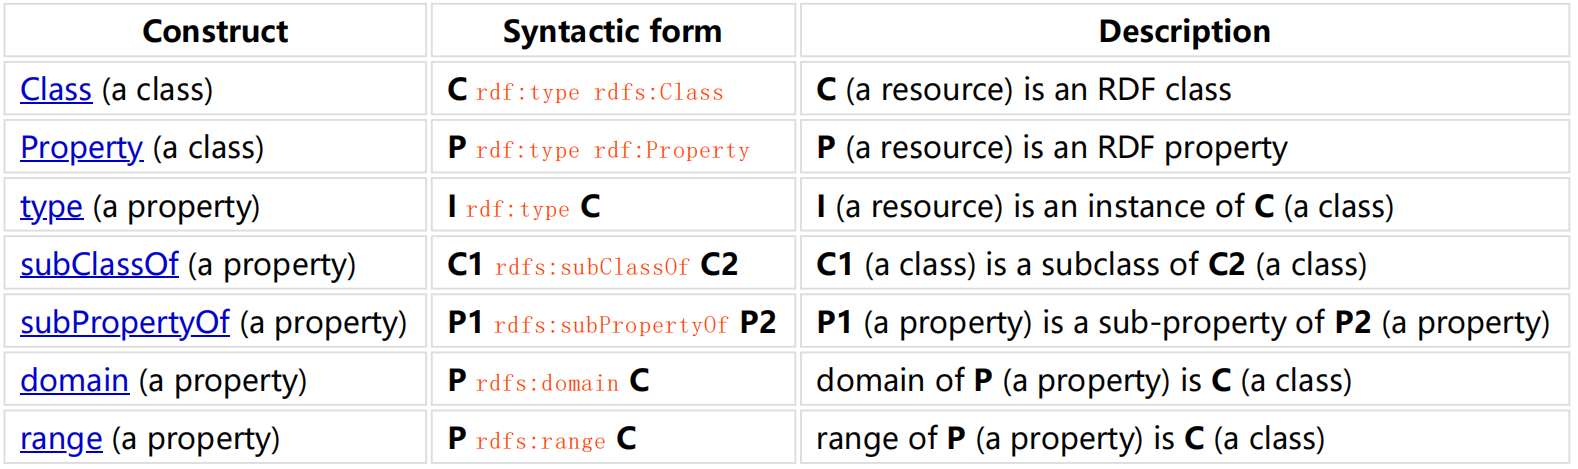 Construct Syntactic form Description
Class (a class) C rdf:type rdfs:Class C (a resource) is an RDF class
Property (a class) P rdf:type rdf:Property P (a resource) is an RDF property
type (a property) I rdf:type C I (a resource) is an instance of C (a class)
subClassOf (a property) C1 rdfs:subClassOf C2 C1 (a class) is a subclass of C2 (a class)
subPropertyOf (a property) P1 rdfs:subPropertyOf P2 P1 (a property) is a sub-property of P2 (a property)
domain (a property) P rdfs:domain C domain of P (a property) is C (a class)
range (a property) P rdfs:range C range of P (a property) is C (a class)